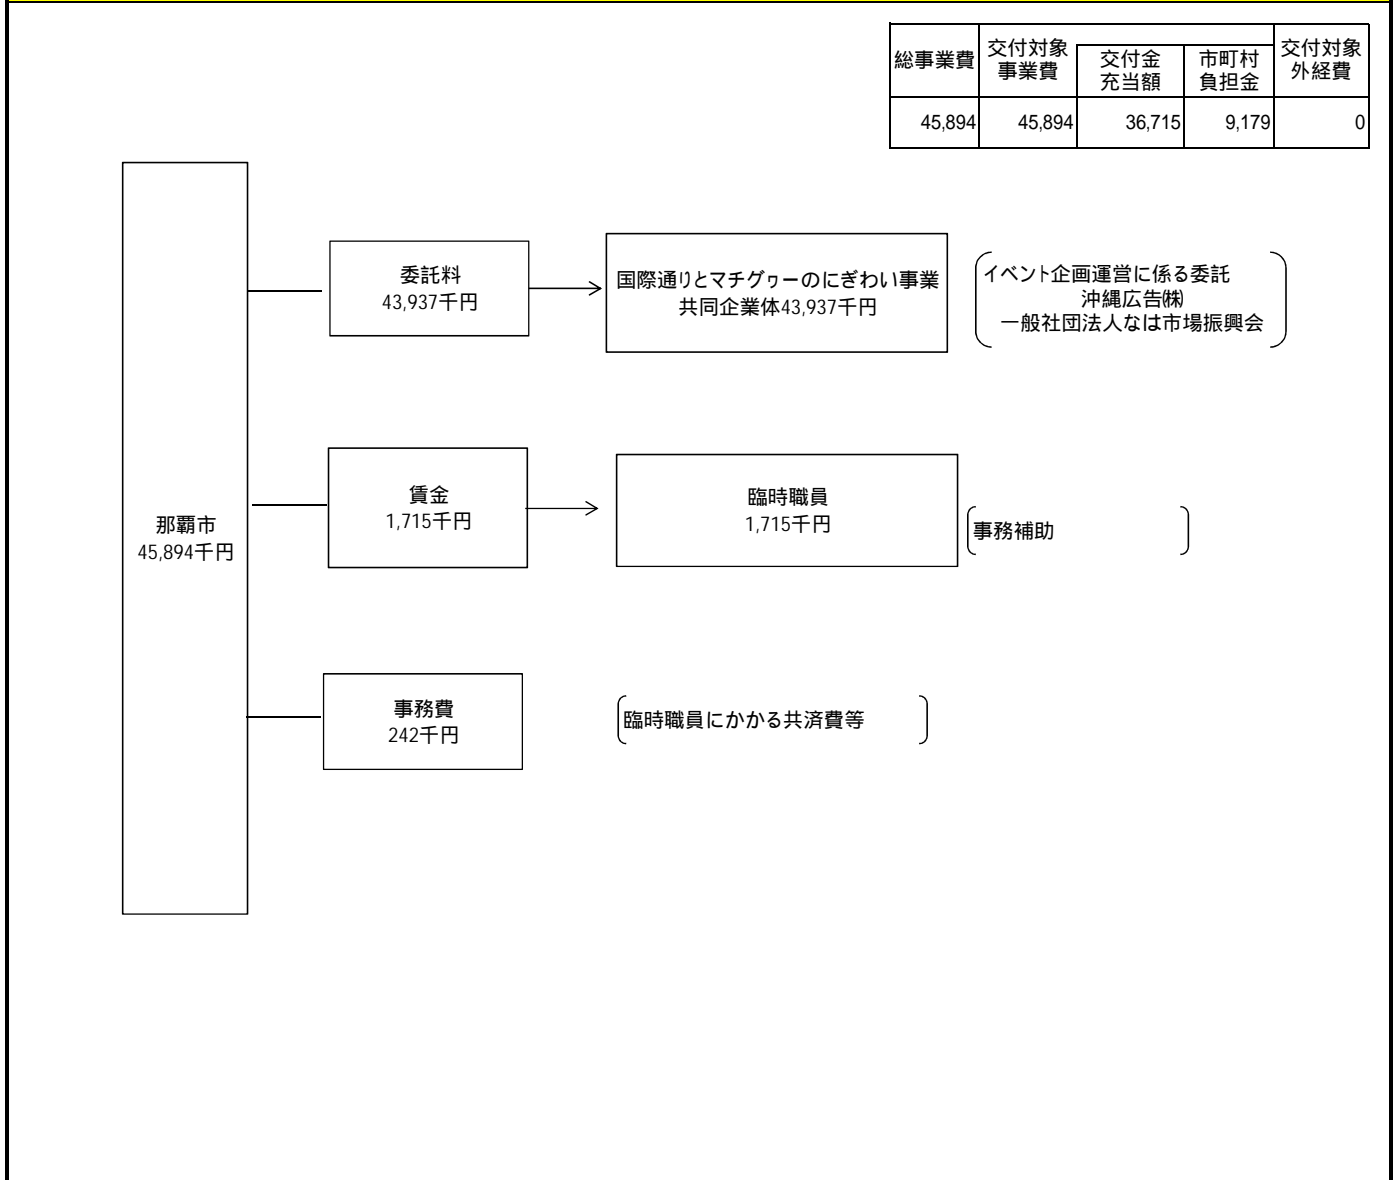 総事業費
交付対象
事業費
交付金
充当額
市町村
負担金
交付対象
外経費
45,894 45,894 36,715 9,179 0
委託料
43,937千円
国際通りとマチグヮーのにぎわい事業
共同企業体43,937千円
イベント企画運営に係る委託
沖縄広告㈱
一般社団法人なは市場振興会
那覇市
45,894千円
賃金
1,715千円
臨時職員
1,715千円
事務補助
事務費
242千円
臨時職員にかかる共済費等